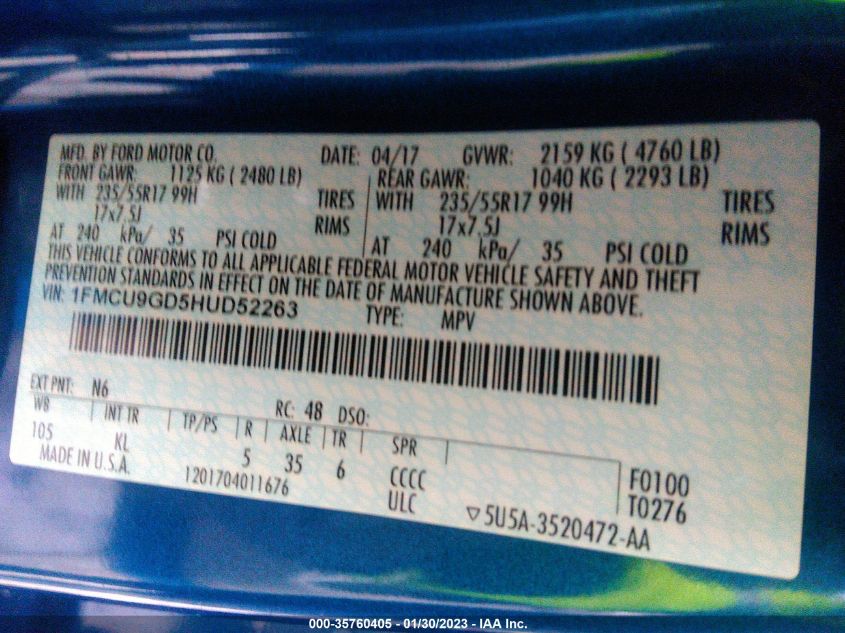 MFD. BY FORD MOTOR CO. DATE: 04/17 GVWR: 2159 KG ( 4760 LB)
FRONT GAWR: 1125 KG ( 2480 LB) REAR GAWR: 1040 KG ( 2293 LB)
WITH 235/55R17 99H TIRES WITH 235/55R17 99H TIRES
17x7.5J RIMS 17x7.5J RIMS
AT 240 kPa/ 35 PSI COLD AT 240 kPa/ 35 PSI COLD
THIS VEHICLE CONFORMS TO ALL APPLICABLE FEDERAL MOTOR VEHICLE SAFETY AND THEFT
PREVENTION STANDARDS IN EFFECT ON THE DATE OF MANUFACTURE SHOWN ABOVE.
VIN: 1FMCU9GD5HUD52263 TYPE: MPV
EXT PNT: N6 RC: 48 DSO:
WB INT TR TP/PS R AXLE TR SPR
105 KL 5 35 6 CCCC F0100
MADE IN U.S.A. 1201704011676 ULC T0276
▽5U5A-3520472-AA
000-35760405 - 01/30/2023 - IAA Inc.